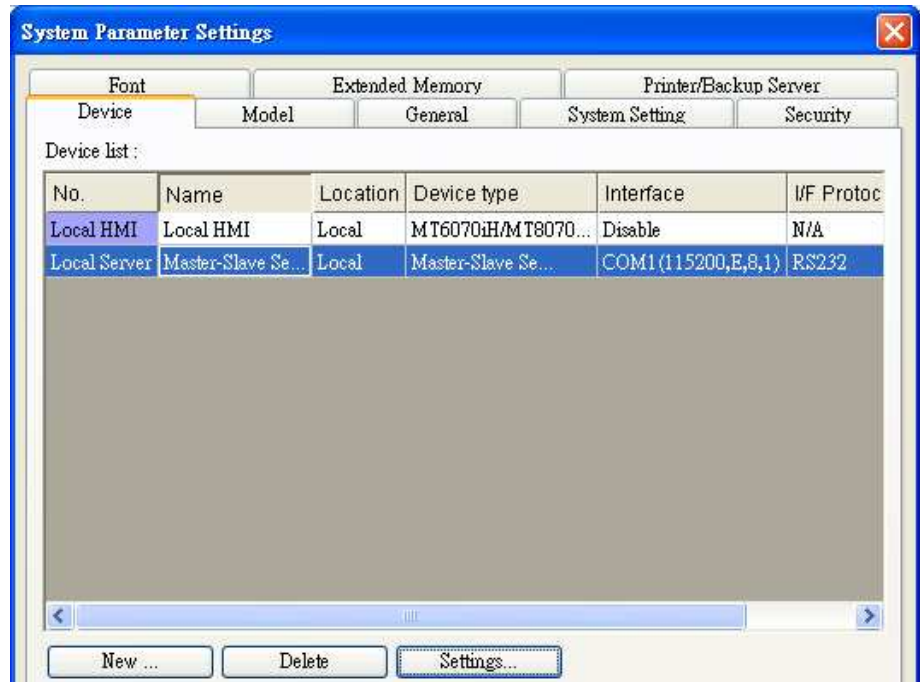 System Parameter Settings
Font Extended Memory Printer/Backup Server
Device Model General System Setting Security
Device list :
No. Name Location Device type Interface I/F Protoc
Local HMI Local HMI Local MT6070iH/MT8070... Disable N/A
Local Server Master-Slave Se... Local Master-Slave Se... COM1(115200,E,8,1) RS232
New ... Delete Settings...